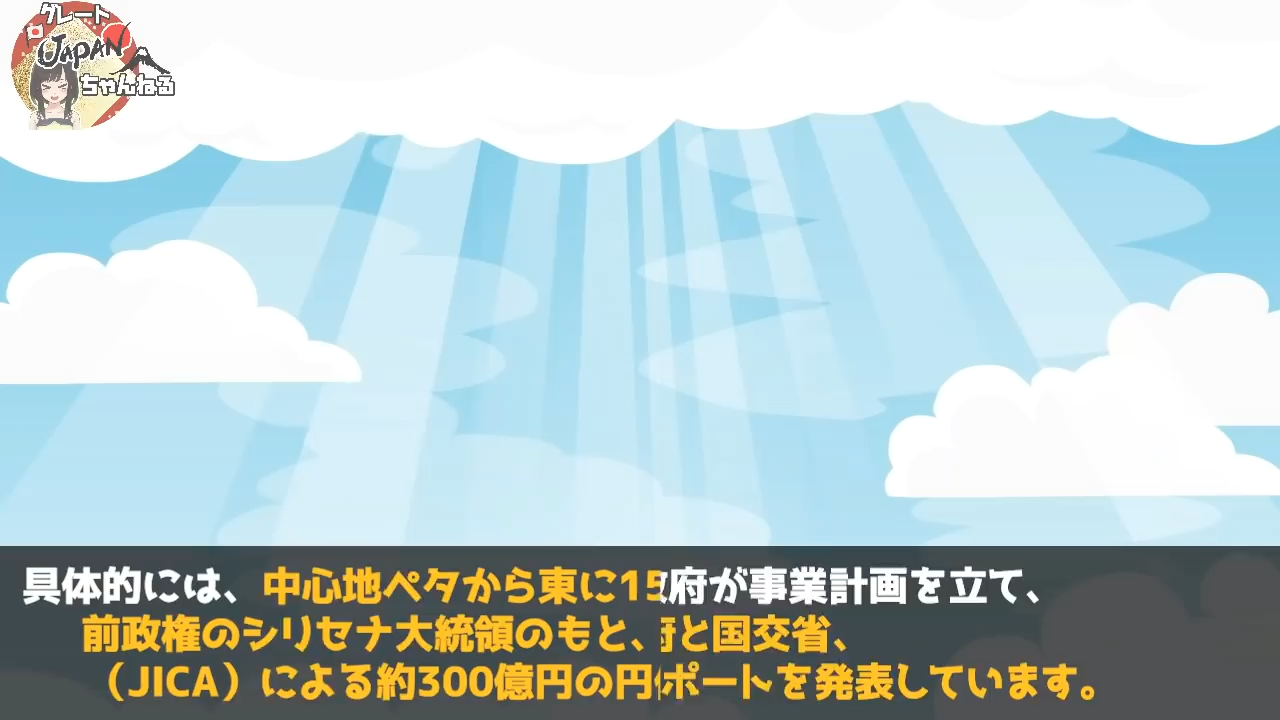 グレート
JAPAN
ちゃんねる
具体的には、中心地ペタから東に15府が事業計画を立て、
前政権のシリセナ大統領のもと、と国交省、
（JICA）による約300億円の円ポートを発表しています。